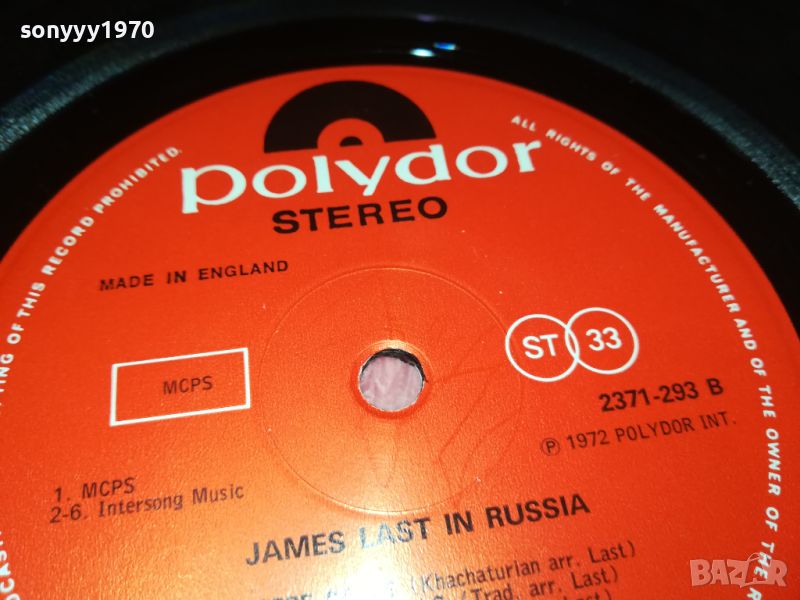 sonyyy1970
polydor
STEREO
MADE IN ENGLAND
MCPS
ST 33
2371-293 B
Ⓟ 1972 POLYDOR INT.
1. MCPS
2-6. Intersong Music
JAMES LAST IN RUSSIA
(Khachaturian arr. Last)
(Trad. arr. Last)
Last)
OF THIS RECORD PROHIBITED.
ALL RIGHTS OF THE MANUFACTURER AND OF THE OWNER OF THE
BAZAR